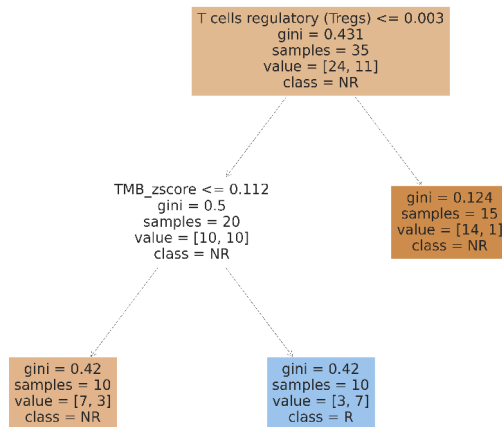 T cells regulatory (Tregs) <= 0.003
gini = 0.431
samples = 35
value = [24, 11]
class = NR
TMB_zscore <= 0.112
gini = 0.5
samples = 20
value = [10, 10]
class = NR
gini = 0.124
samples = 15
value = [14, 1]
class = NR
gini = 0.42
samples = 10
value = [7, 3]
class = NR
gini = 0.42
samples = 10
value = [3, 7]
class = R